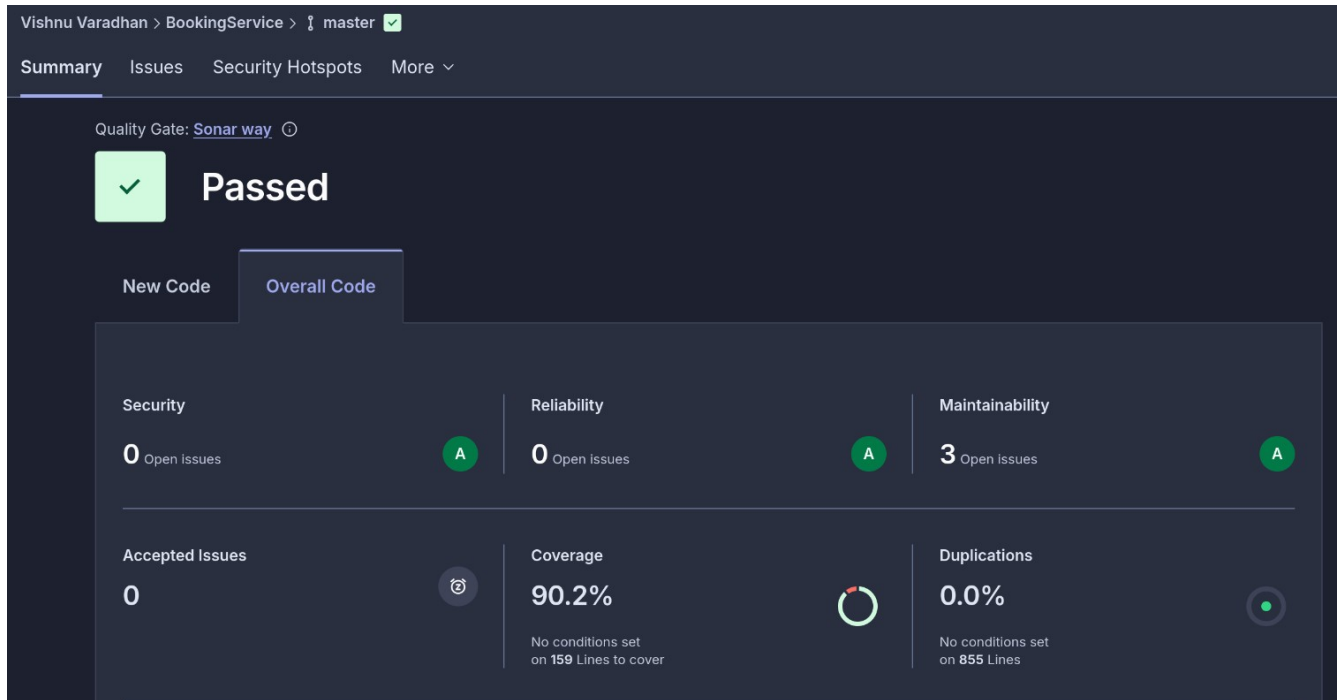 Vishnu Varadhan > BookingService > master
Summary Issues Security Hotspots More
Quality Gate: Sonar way
Passed
New Code Overall Code
Security Reliability Maintainability
0 Open issues A 0 Open issues A 3 Open issues A
Accepted Issues Coverage Duplications
0 90.2% 0.0%
No conditions set No conditions set
on 159 Lines to cover on 855 Lines